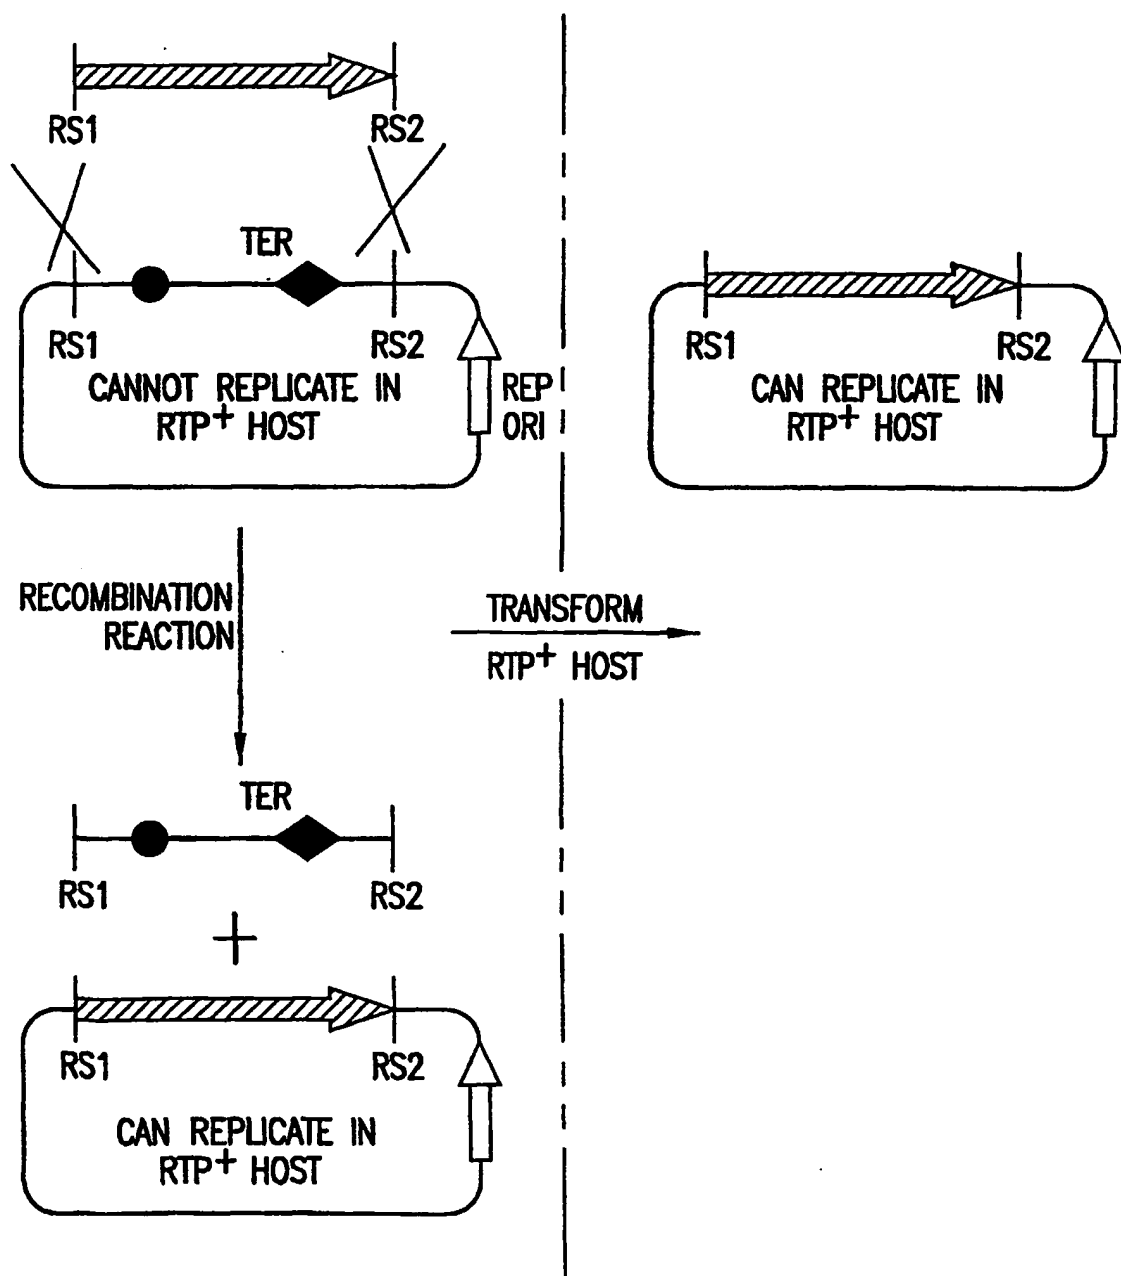 RS1
RS2
TER
RS1
RS2
CANNOT REPLICATE IN
RTP+ HOST
REP
ORI
RS1
RS2
CAN REPLICATE IN
RTP+ HOST
RECOMBINATION
REACTION
TRANSFORM
RTP+ HOST
TER
RS1
RS2
+
RS1
RS2
CAN REPLICATE IN
RTP+ HOST